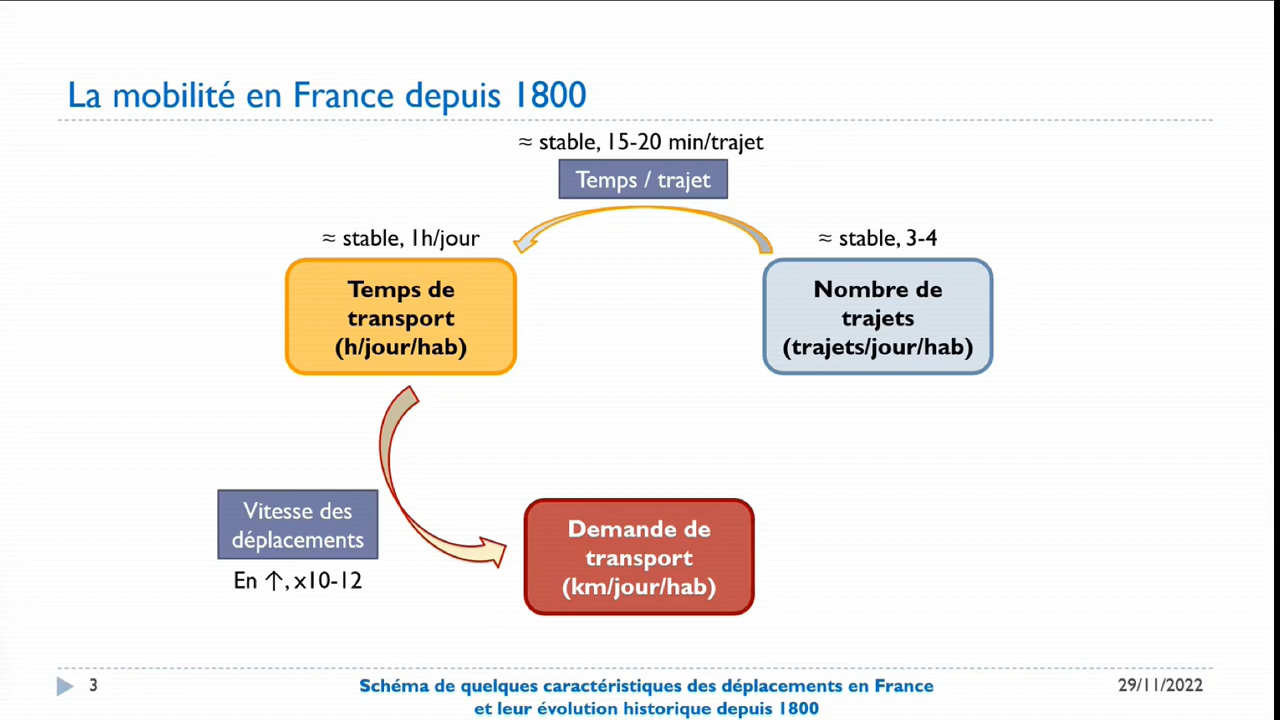 La mobilité en France depuis 1800
≈ stable, 15-20 min/trajet
Temps / trajet
≈ stable, 1h/jour
≈ stable, 3-4
Temps de
transport
(h/jour/hab)
Nombre de
trajets
(trajets/jour/hab)
Vitesse des
déplacements
En ↑, x10-12
Demande de
transport
(km/jour/hab)
3
Schéma de quelques caractéristiques des déplacements en France
et leur évolution historique depuis 1800
29/11/2022